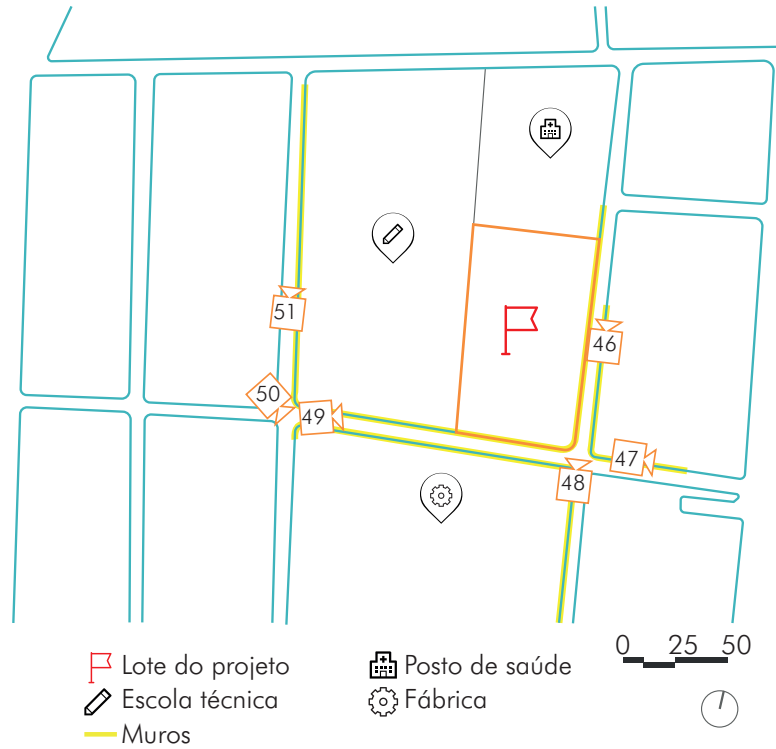 51
46
50
49
47
48
0 25 50
Lote do projeto
Posto de saúde
Escola técnica
Fábrica
Muros